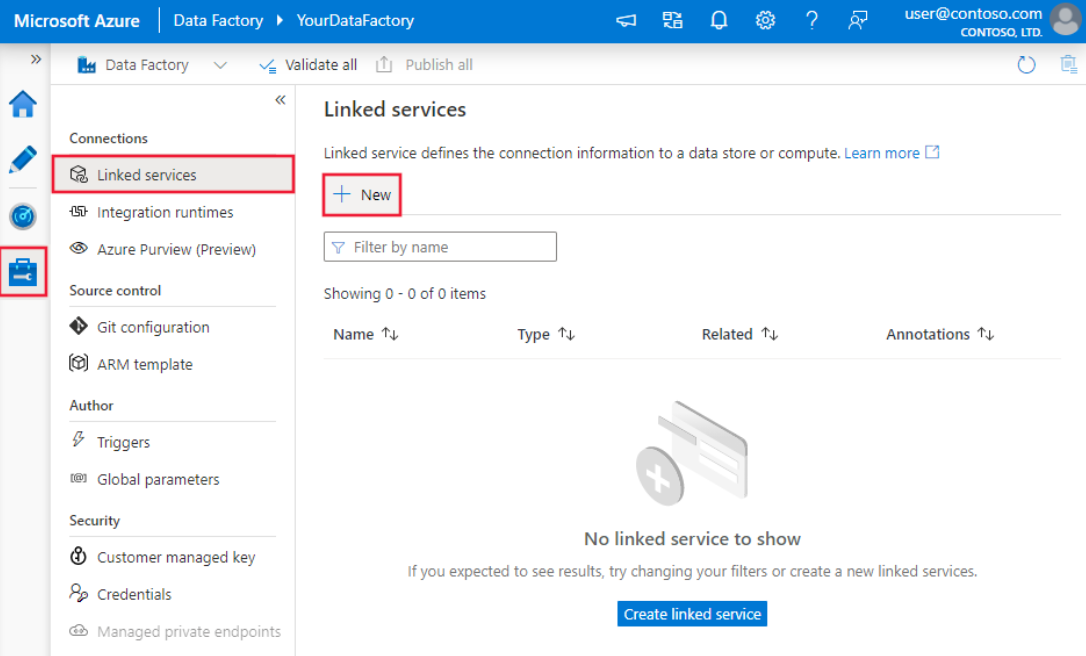 Microsoft Azure Data Factory YourDataFactory user@contoso.com
CONTOSO, LTD.
Data Factory Validate all Publish all
Connections
Linked services
Integration runtimes
Azure Purview (Preview)
Source control
Git configuration
ARM template
Author
Triggers
Global parameters
Security
Customer managed key
Credentials
Managed private endpoints
Linked services
Linked service defines the connection information to a data store or compute. Learn more
New
Filter by name
Showing 0 - 0 of 0 items
Name Type Related Annotations
No linked service to show
If you expected to see results, try changing your filters or create a new linked services.
Create linked service